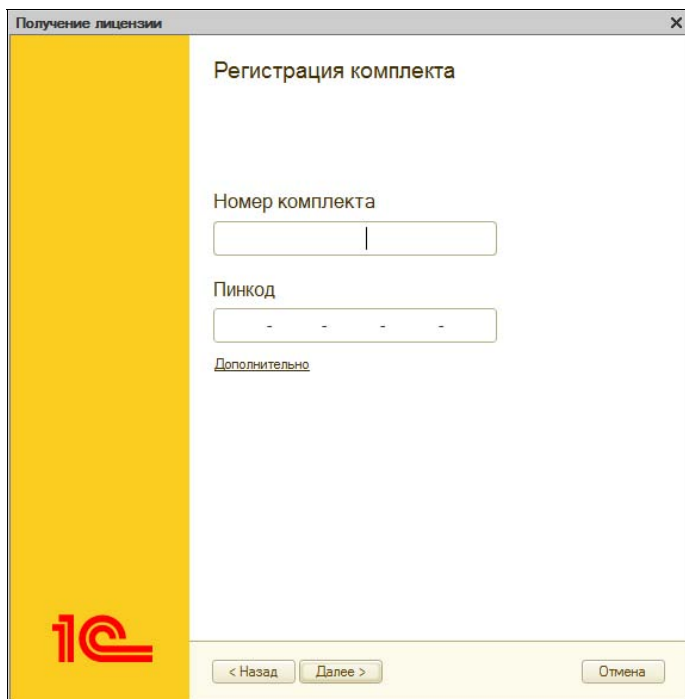 Получение лицензии
Регистрация комплекта
Номер комплекта
Пинкод
- - - -
Дополнительно
1С
< Назад Далее > Отмена